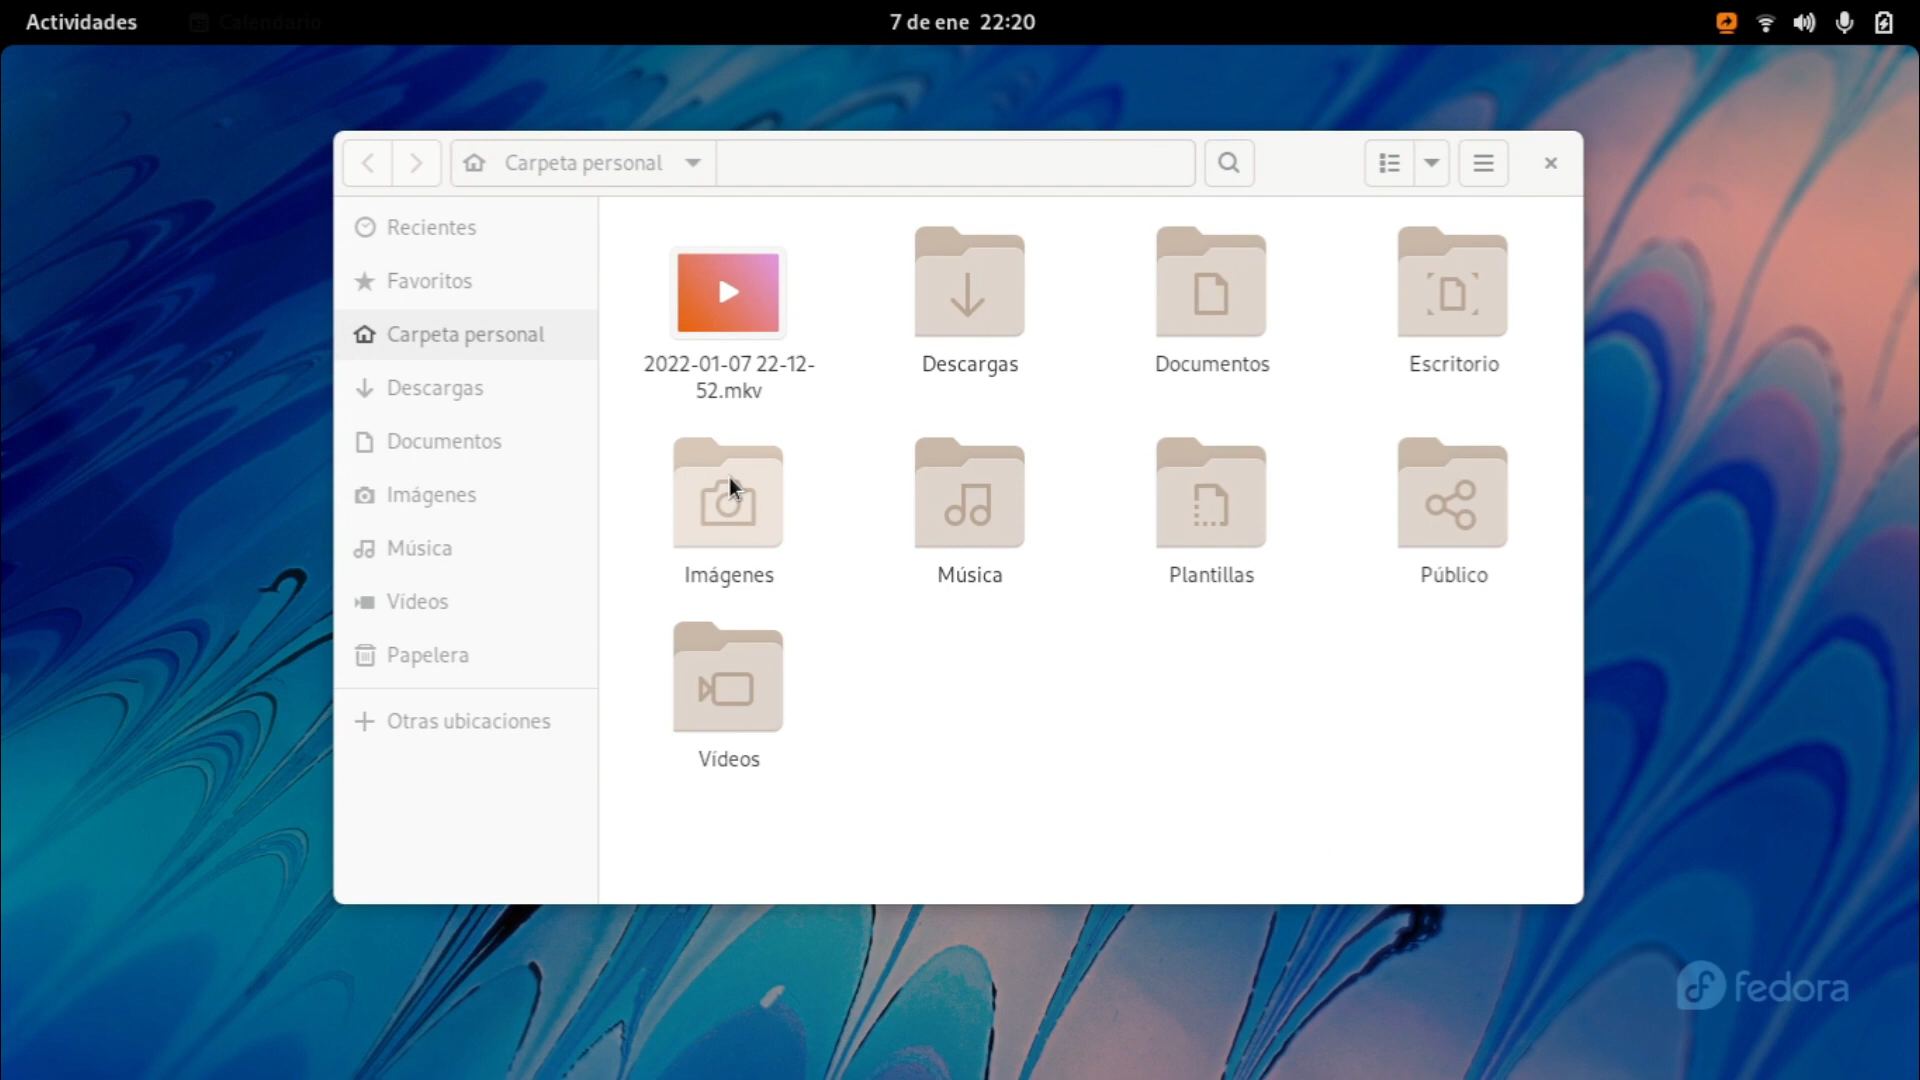 Actividades
Calendario
7 de ene 22:20
Carpeta personal
Recientes
Favoritos
Carpeta personal
Descargas
Documentos
Imágenes
Música
Vídeos
Papelera
Otras ubicaciones
2022-01-07 22-12-
52.mkv
Descargas
Documentos
Escritorio
Imágenes
Música
Plantillas
Público
Vídeos
fedora